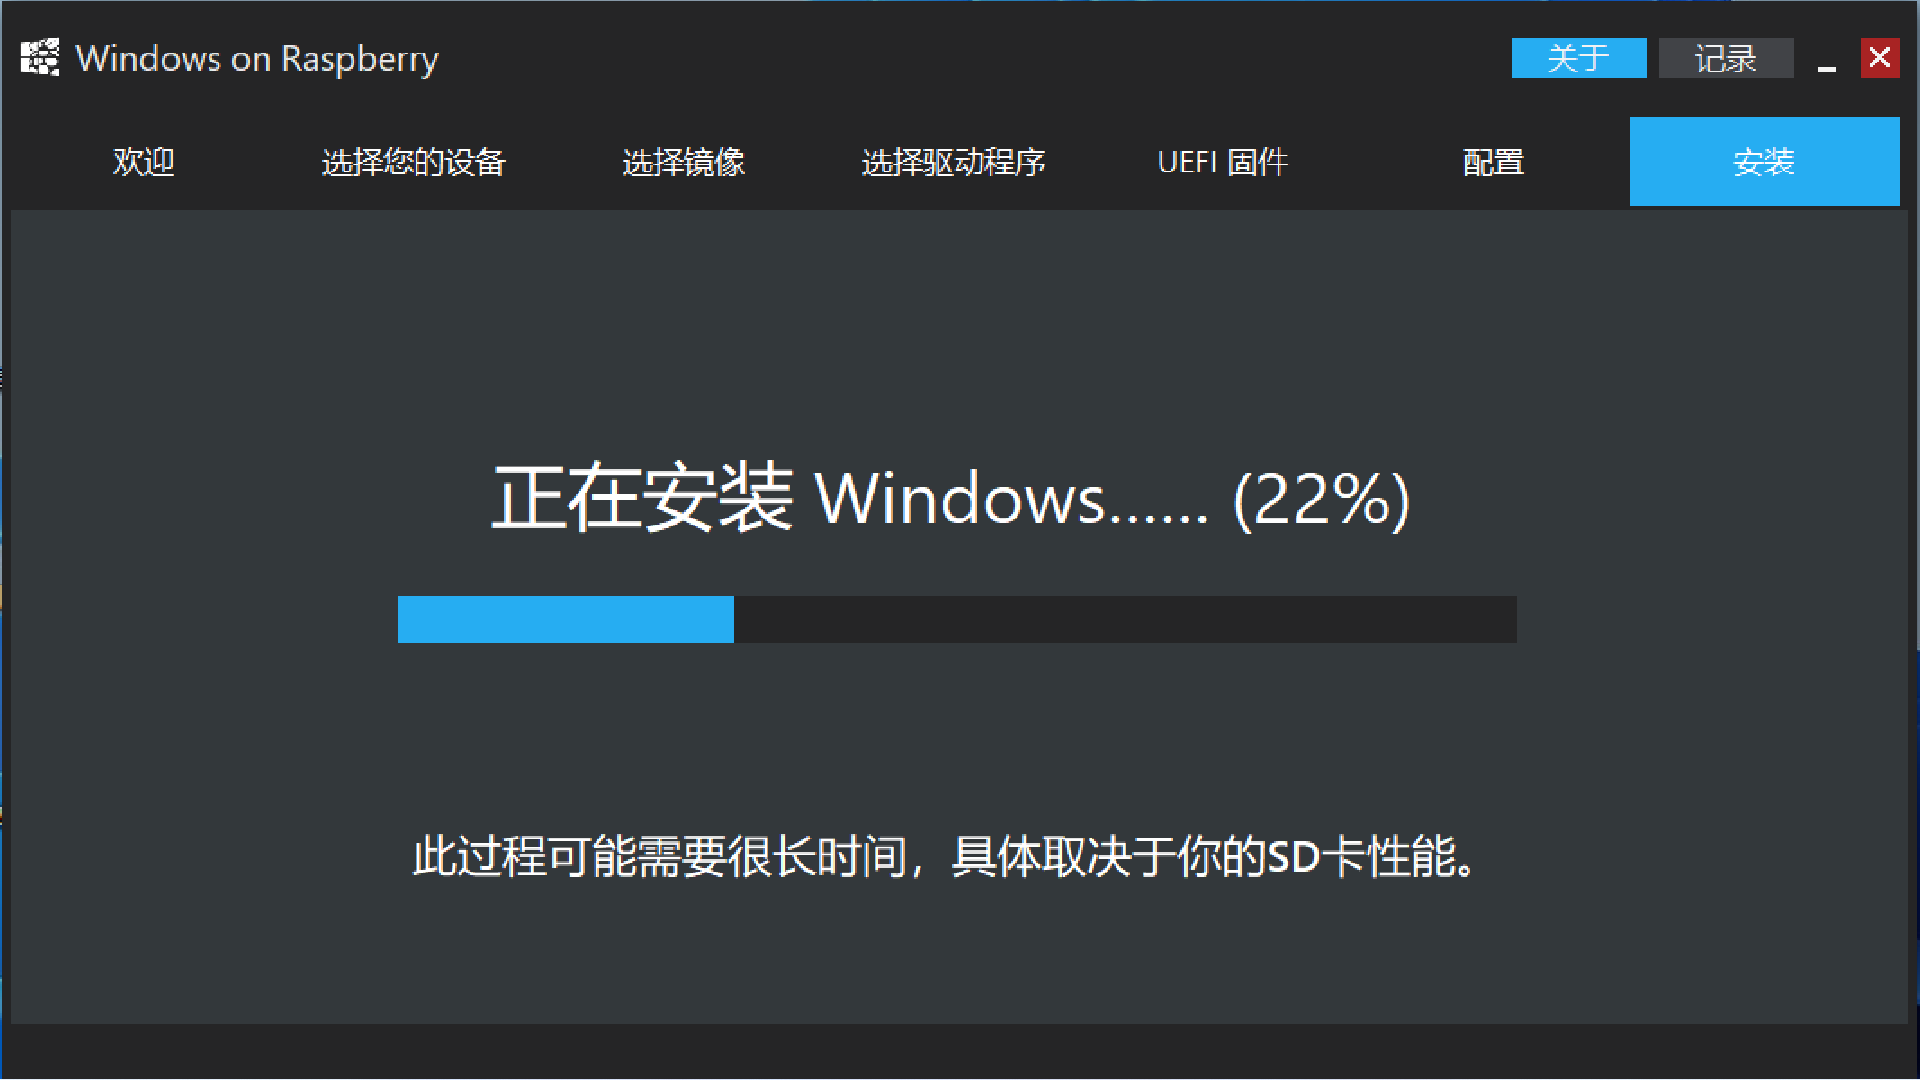 Windows on Raspberry
关于 记录
欢迎 选择您的设备 选择镜像 选择驱动程序 UEFI 固件 配置 安装
正在安装 Windows...... (22%)
此过程可能需要很长时间，具体取决于你的SD卡性能。